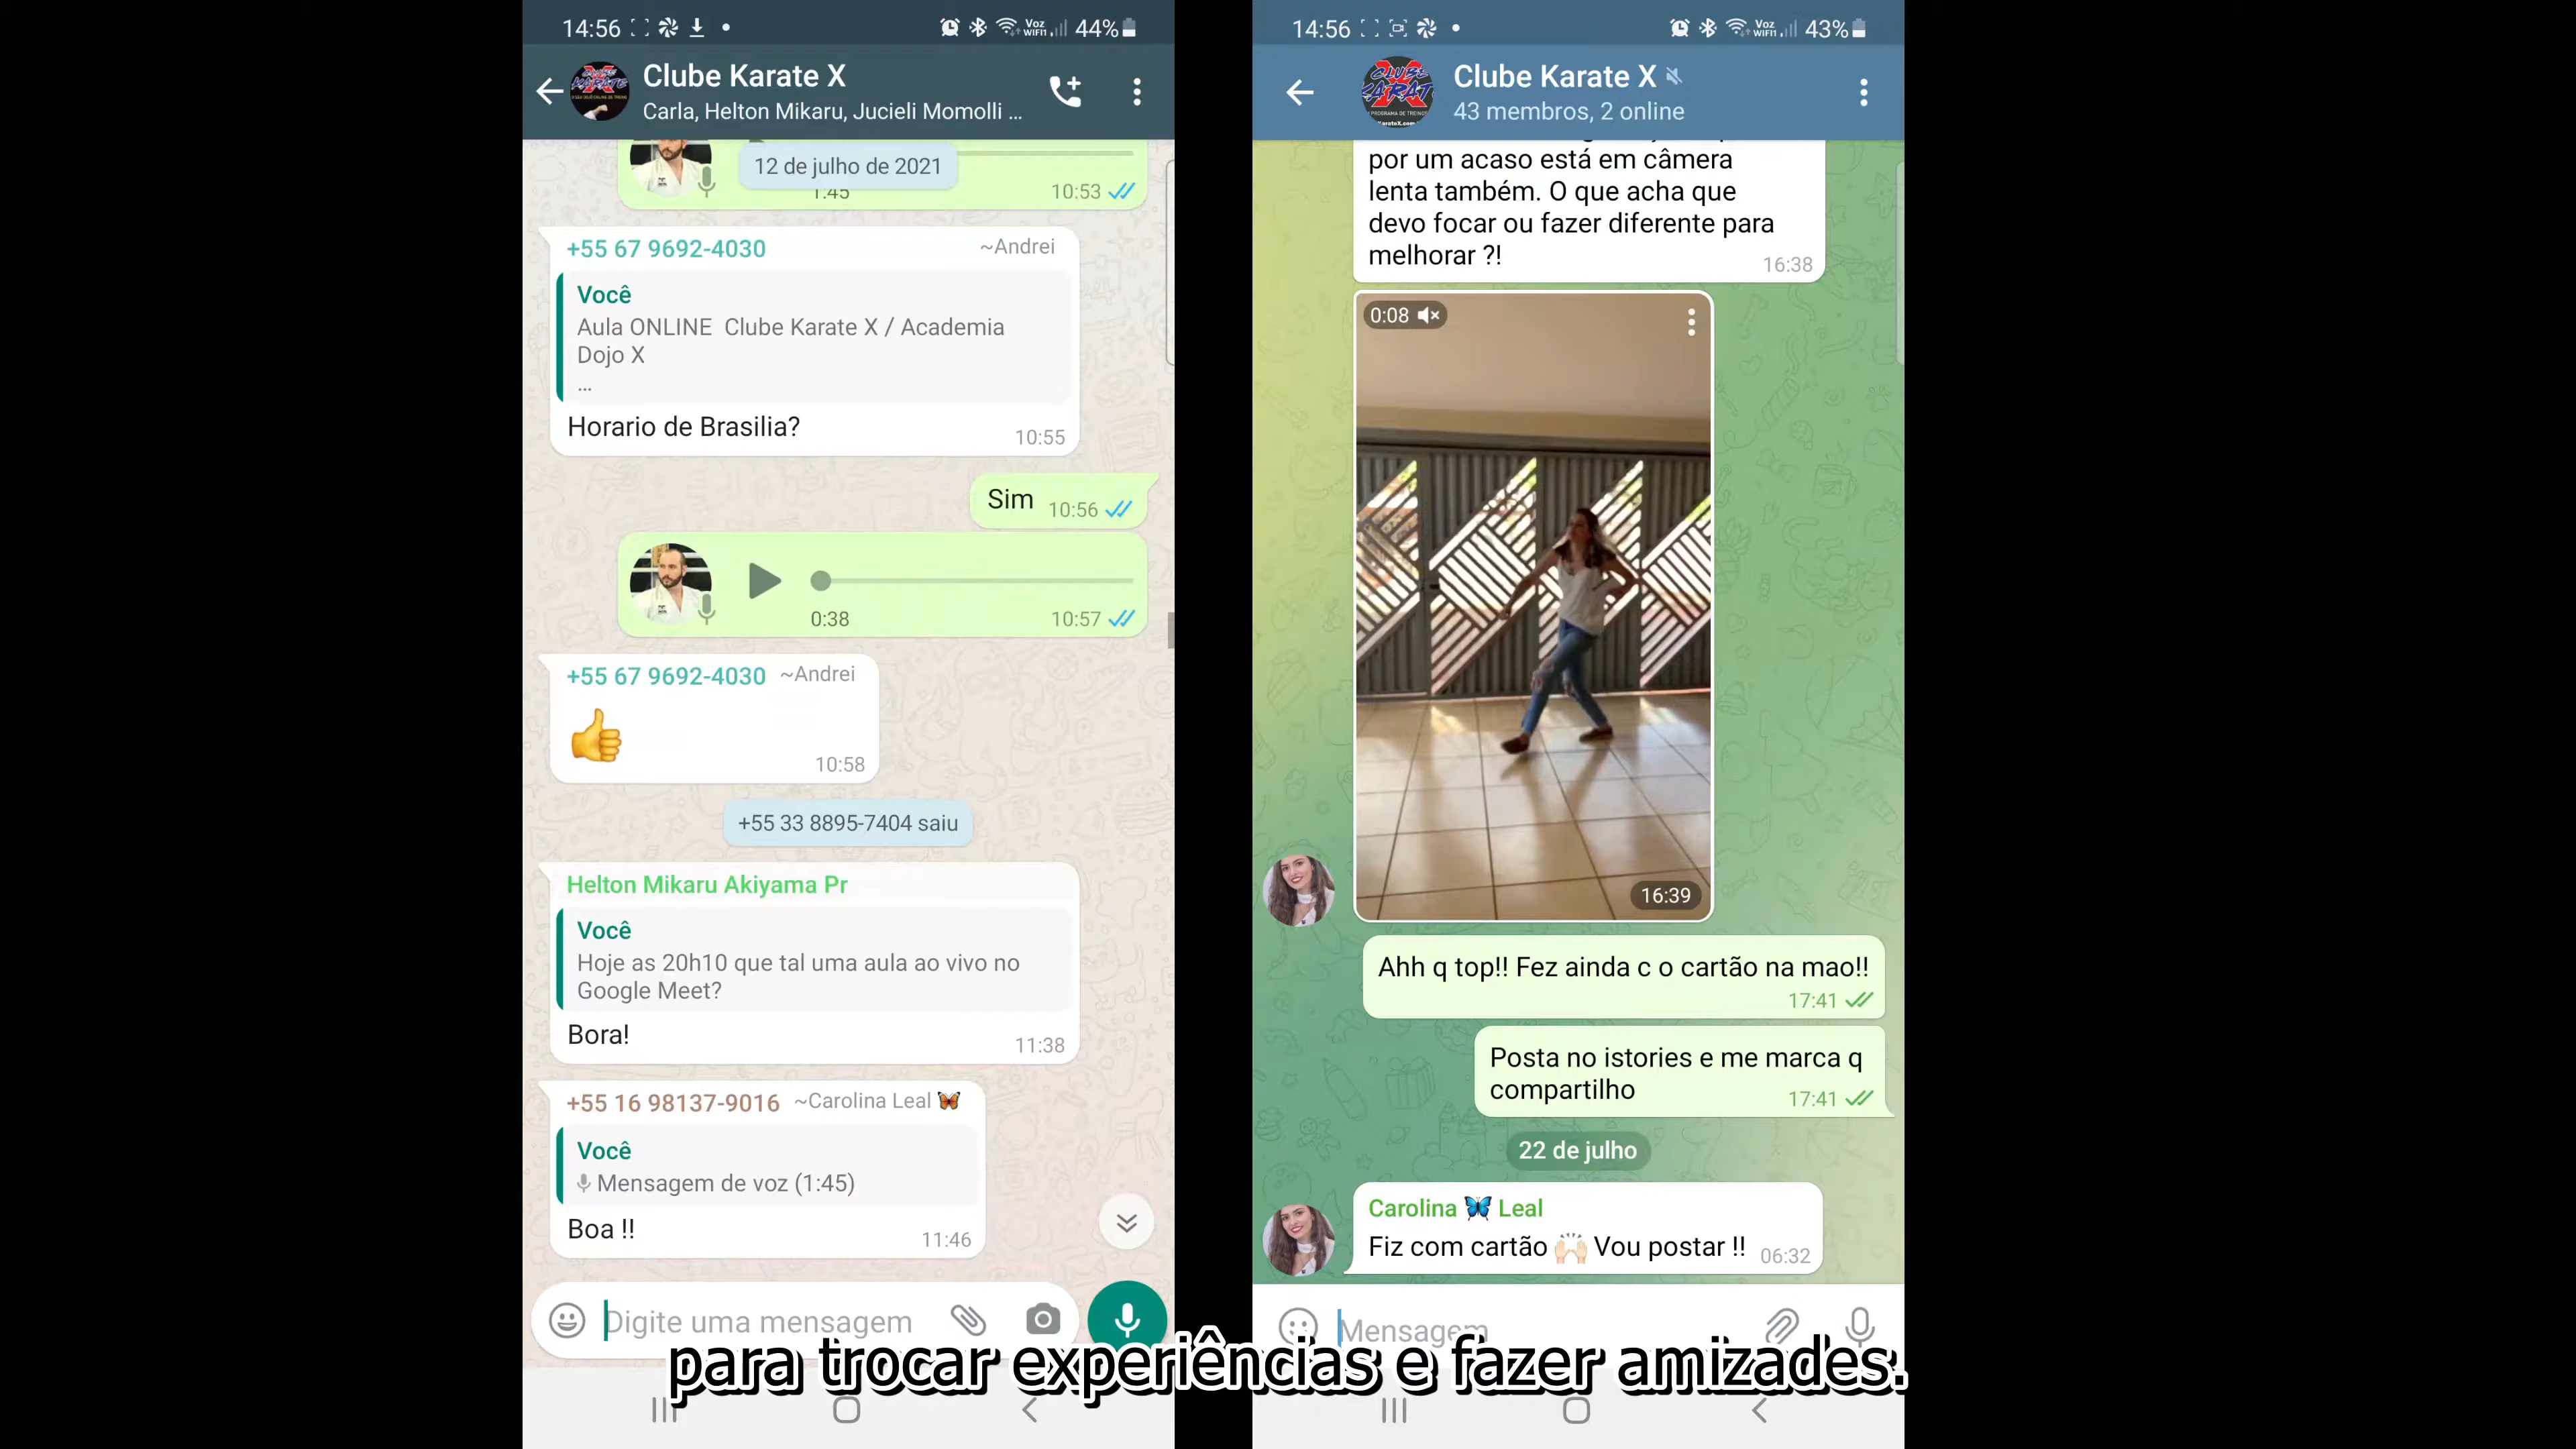 14:56
Voz
WIFI1
44%
Clube Karate X
Carla, Helton Mikaru, Jucieli Momolli ...
12 de julho de 2021
1:45
10:53
+55 67 9692-4030 ~Andrei
Você
Aula ONLINE Clube Karate X / Academia
Dojo X
...
Horario de Brasilia?
10:55
Sim
10:56
0:38
10:57
+55 67 9692-4030 ~Andrei
👍
10:58
+55 33 8895-7404 saiu
Helton Mikaru Akiyama Pr
Você
Hoje as 20h10 que tal uma aula ao vivo no
Google Meet?
Bora!
11:38
+55 16 98137-9016 ~Carolina Leal 🦋
Você
Mensagem de voz (1:45)
Boa !!
11:46
Digite uma mensagem
14:56
Voz
WIFI1
43%
CLUBE
Clube Karate X
43 membros, 2 online
por um acaso está em câmera
lenta também. O que acha que
devo focar ou fazer diferente para
melhorar ?!
16:38
0:08
16:39
Ahh q top!! Fez ainda c o cartão na mao!!
17:41
Posta no istories e me marca q
compartilho
17:41
22 de julho
Carolina 🦋 Leal
Fiz com cartão 🙌🏻 Vou postar !!
06:32
Mensagem
para trocar experiências e fazer amizades.